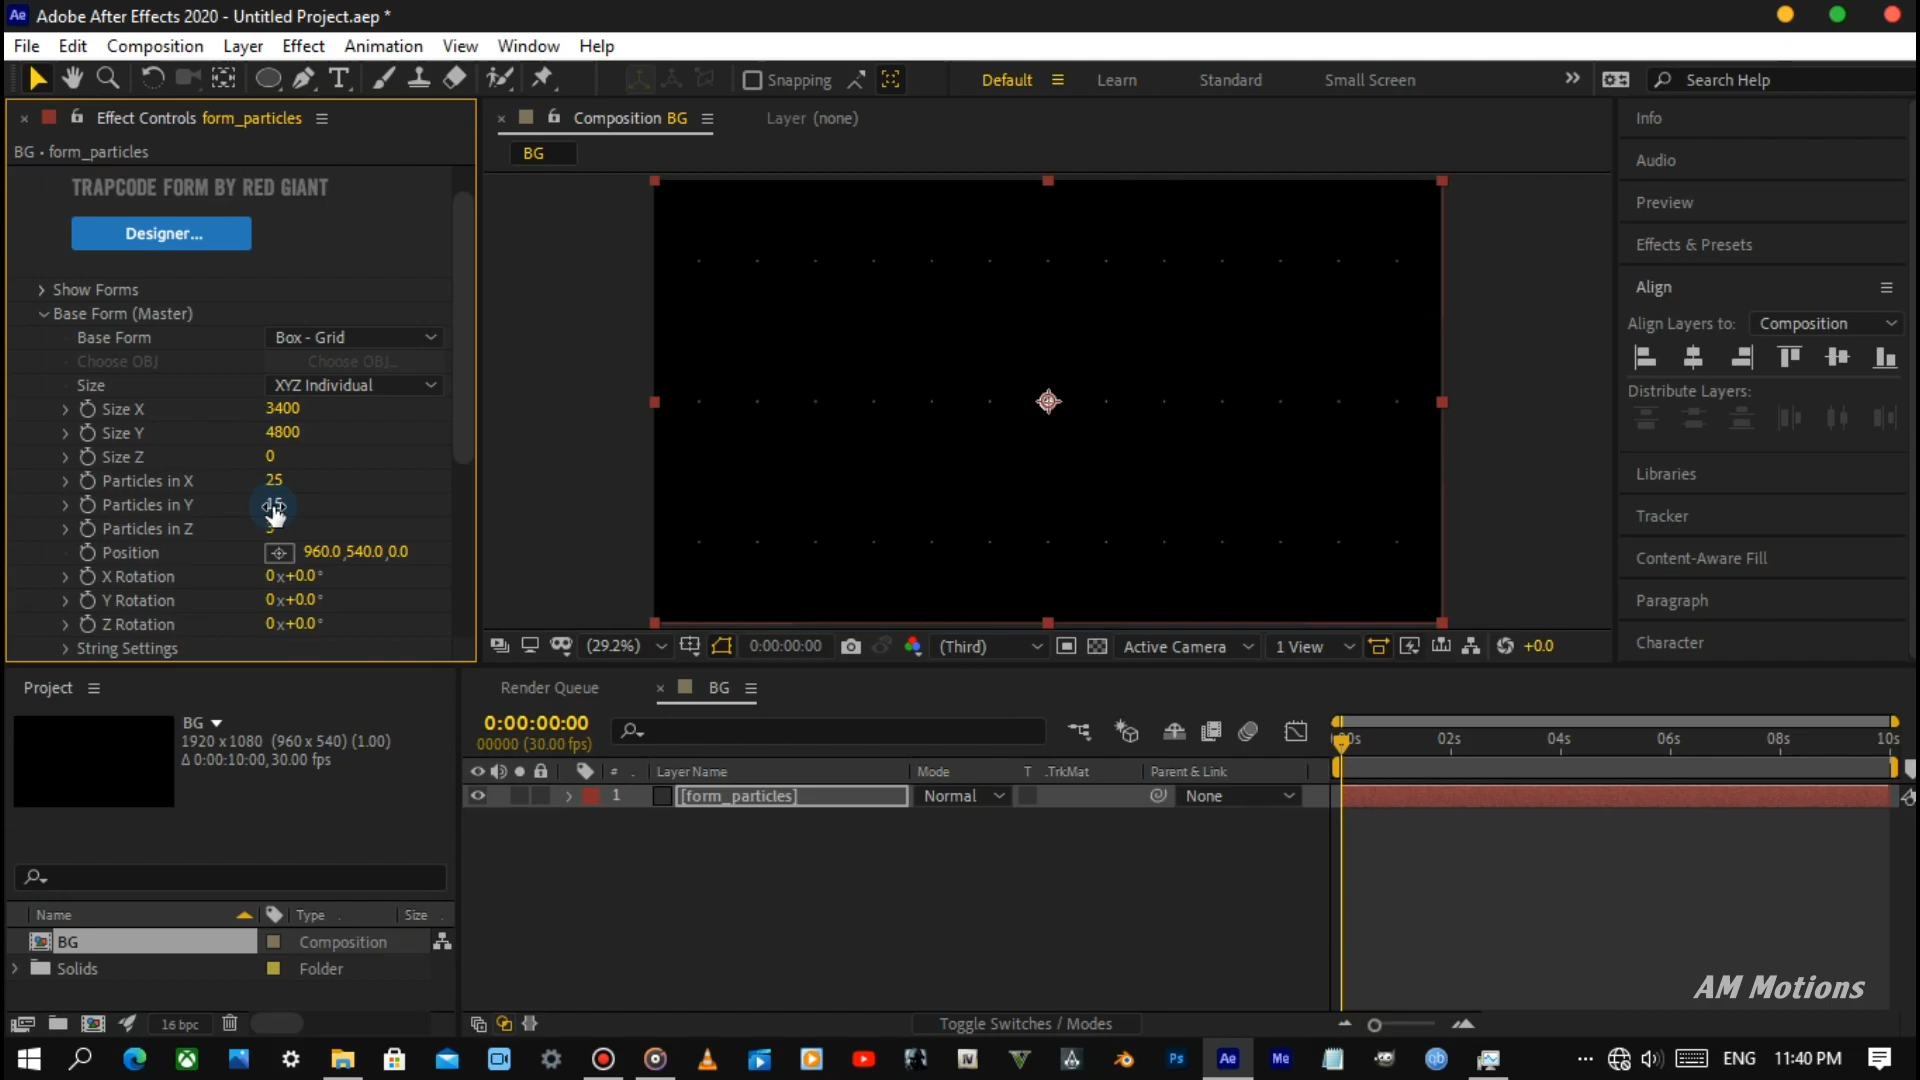 Ae Adobe After Effects 2020 - Untitled Project.aep *
File Edit Composition Layer Effect Animation View Window Help
Snapping Default Learn Standard Small Screen Search Help
Effect Controls form_particles
BG • form_particles
TRAPCODE FORM BY RED GIANT
Designer...
Show Forms
Base Form (Master)
Base Form Box - Grid
Choose OBJ Choose OBJ...
Size XYZ Individual
Size X 3400
Size Y 4800
Size Z 0
Particles in X 25
Particles in Y 15
Particles in Z
Position 960.0,540.0,0.0
X Rotation 0x+0.0°
Y Rotation 0x+0.0°
Z Rotation 0x+0.0°
String Settings
Composition BG Layer (none)
BG
(29.2%) 0:00:00:00 (Third) Active Camera 1 View +0.0
Info
Audio
Preview
Effects & Presets
Align
Align Layers to: Composition
Distribute Layers:
Libraries
Tracker
Content-Aware Fill
Paragraph
Character
Project
BG
1920 x 1080 (960 x 540) (1.00)
Δ 0:00:10:00, 30.00 fps
Name Type Size
BG Composition
Solids Folder
16 bpc
Render Queue BG
0:00:00:00
00000 (30.00 fps)
# Layer Name Mode T .TrkMat Parent & Link
1 [form_particles] Normal None
02s 04s 06s 08s 10s
Toggle Switches / Modes
AM Motions
IV Ps Ae Me qb ENG 11:40 PM